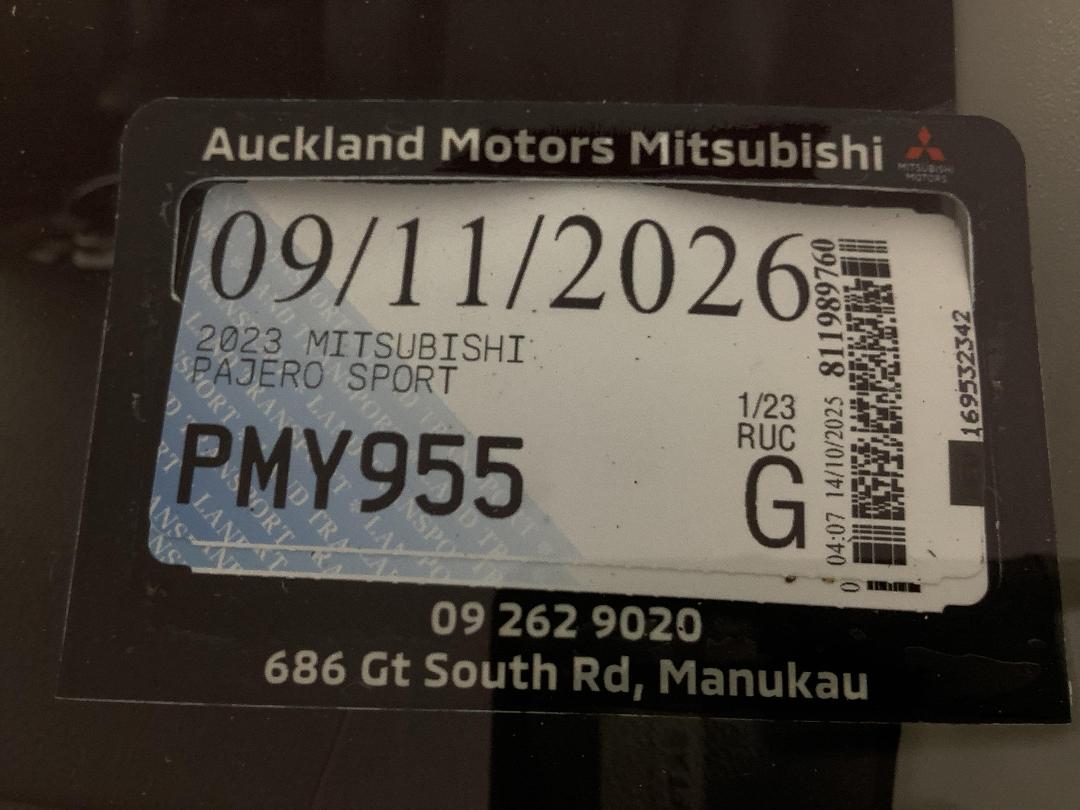 Auckland Motors Mitsubishi
MITSUBISHI
MOTORS
09/11/2026
2023 MITSUBISHI
PAJERO SPORT
PMY955
1/23
RUC
G
811989760
0 04:07 14/10/2025
169532342
09 262 9020
686 Gt South Rd, Manukau